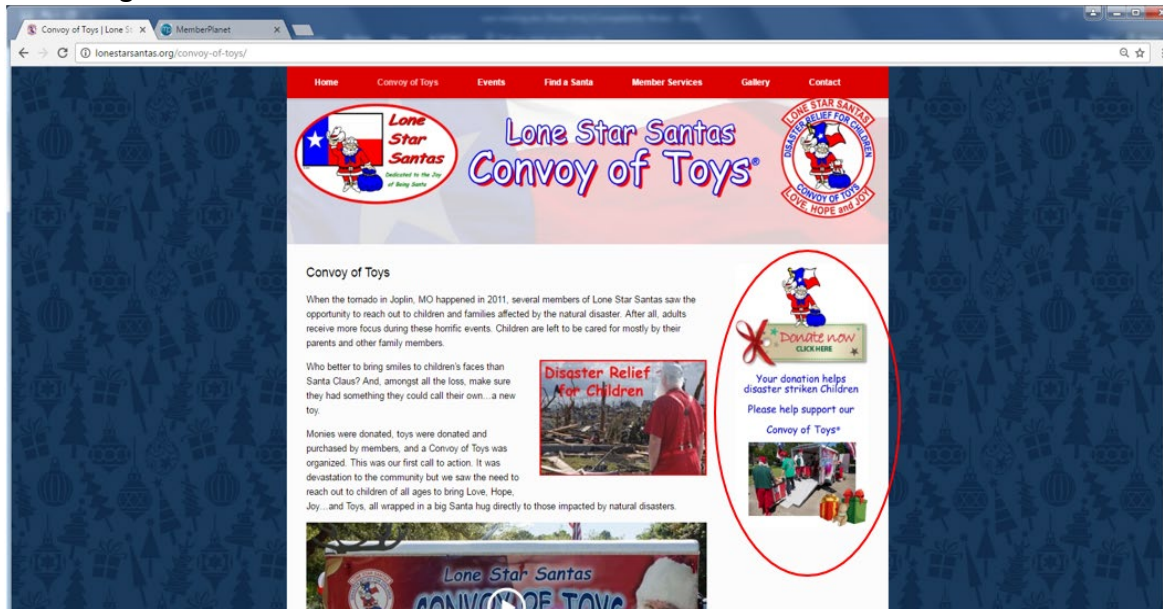 Convoy of Toys | Lone St
MemberPlanet
lonestarsantas.org/convoy-of-toys/
Home Convoy of Toys Events Find a Santa Member Services Gallery Contact
Lone
Star
Santas
Dedicated to the Joy
of Being Santa
Lone Star Santas
Convoy of Toys®
LONE STAR SANTAS
DISASTER RELIEF FOR CHILDREN
CONVOY OF TOYS
LOVE, HOPE and JOY
Convoy of Toys
When the tornado in Joplin, MO happened in 2011, several members of Lone Star Santas saw the
opportunity to reach out to children and families affected by the natural disaster. After all, adults
receive more focus during these horrific events. Children are left to be cared for mostly by their
parents and other family members.
Who better to bring smiles to children's faces than
Santa Claus? And, amongst all the loss, make sure
they had something they could call their own…a new
toy.
Monies were donated, toys were donated and
purchased by members, and a Convoy of Toys was
organized. This was our first call to action. It was
devastation to the community but we saw the need to
reach out to children of all ages to bring Love, Hope,
Joy…and Toys, all wrapped in a big Santa hug directly to those impacted by natural disasters.
Disaster Relief
for Children
Donate now
CLICK HERE
Your donation helps
disaster striken Children
Please help support our
Convoy of Toys®
Lone Star Santas
CONVOY OF TOYS